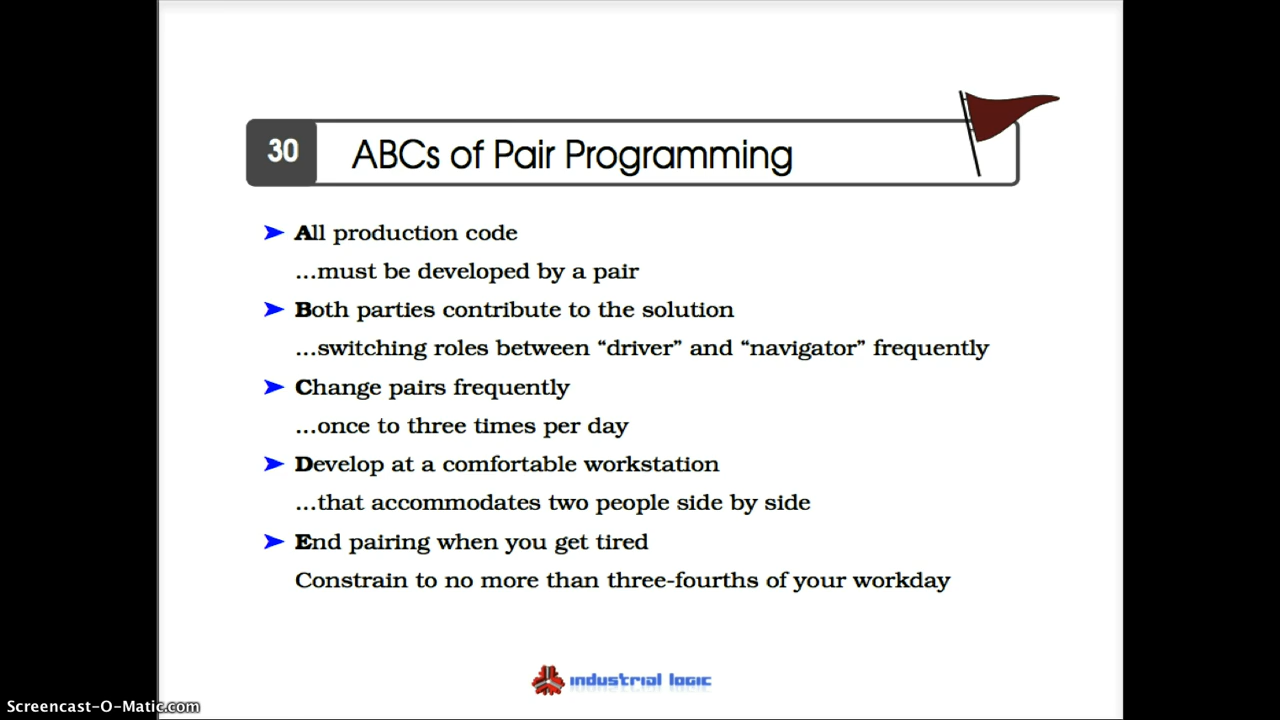 30
ABCs of Pair Programming
➤ All production code
...must be developed by a pair
➤ Both parties contribute to the solution
...switching roles between “driver” and “navigator” frequently
➤ Change pairs frequently
...once to three times per day
➤ Develop at a comfortable workstation
...that accommodates two people side by side
➤ End pairing when you get tired
Constrain to no more than three-fourths of your workday
industrial logic
Screencast-O-Matic.com